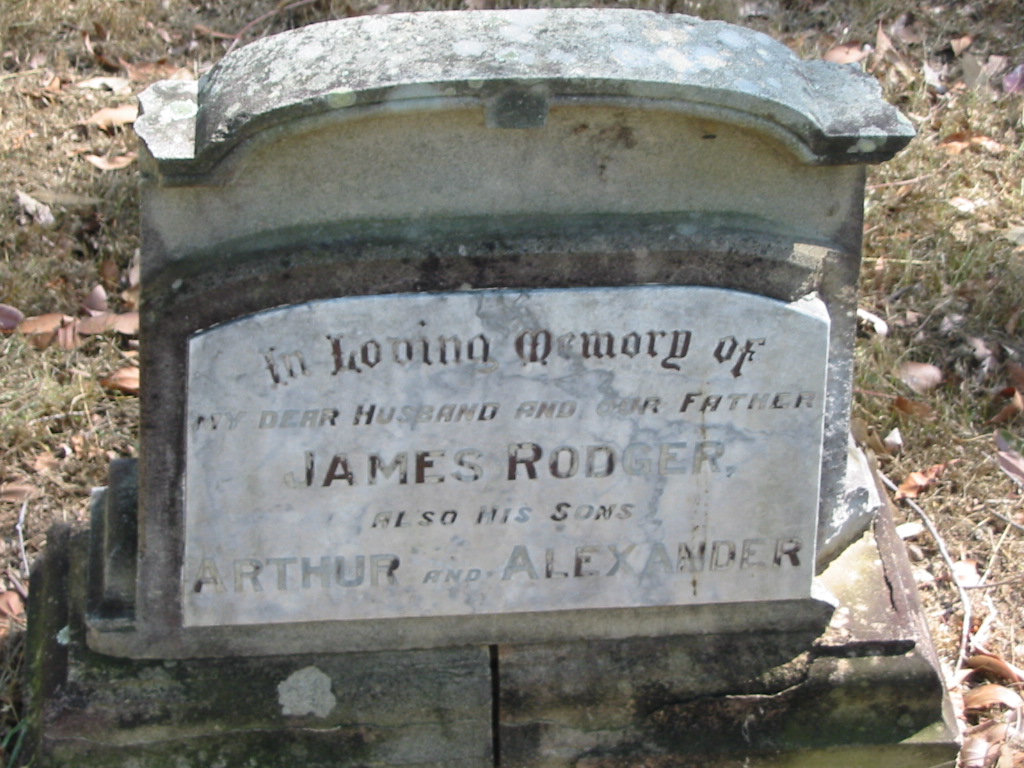 In Loving Memory of
MY DEAR HUSBAND AND OUR FATHER
JAMES RODGER,
ALSO HIS SONS
ARTHUR AND ALEXANDER